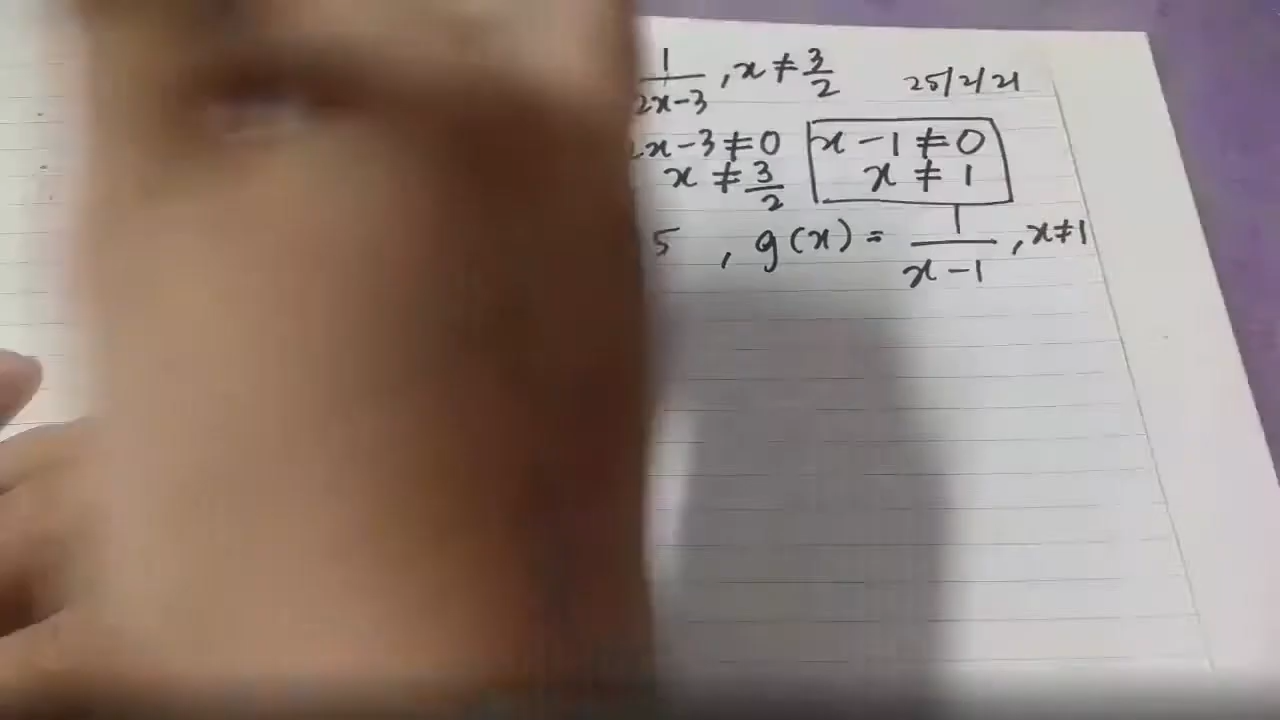 1/2x-3 , x ≠ 3/2 25/2/21
x-3 ≠ 0 x - 1 ≠ 0
x ≠ 3/2 x ≠ 1
5 , g(x) = 1/x-1 , x≠1